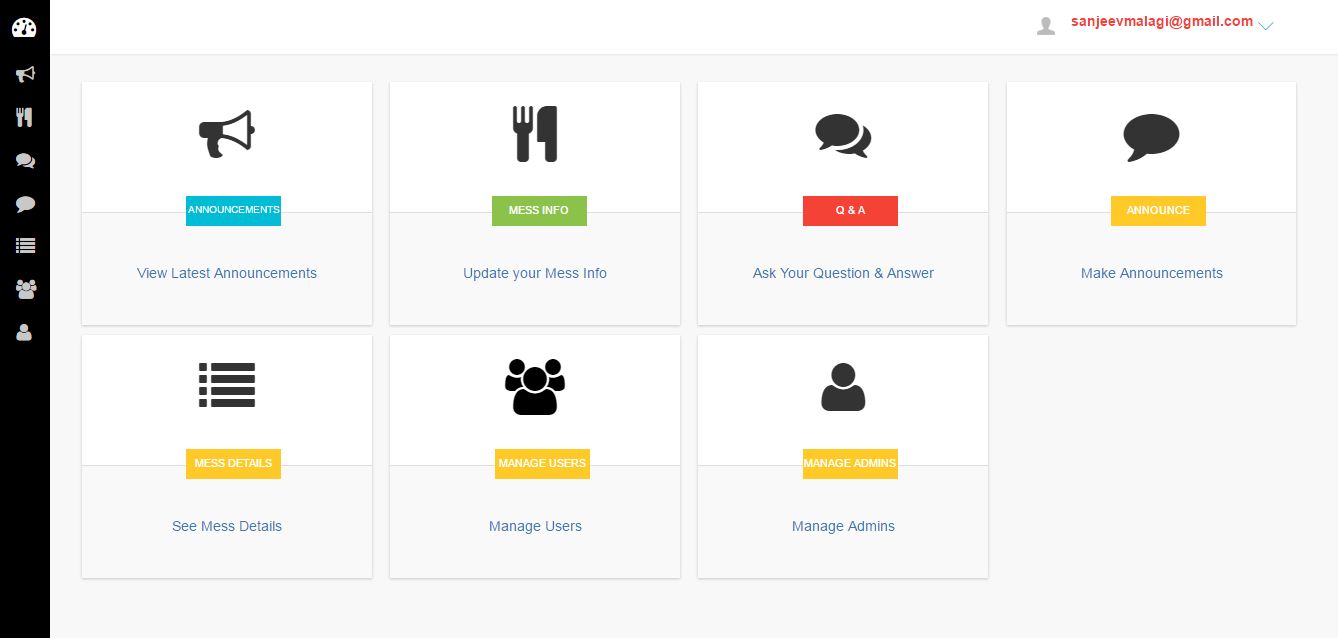 sanjeevmalagi@gmail.com
ANNOUNCEMENTS
MESS INFO
Q & A
ANNOUNCE
View Latest Announcements
Update your Mess Info
Ask Your Question & Answer
Make Announcements
MESS DETAILS
MANAGE USERS
MANAGE ADMINS
See Mess Details
Manage Users
Manage Admins